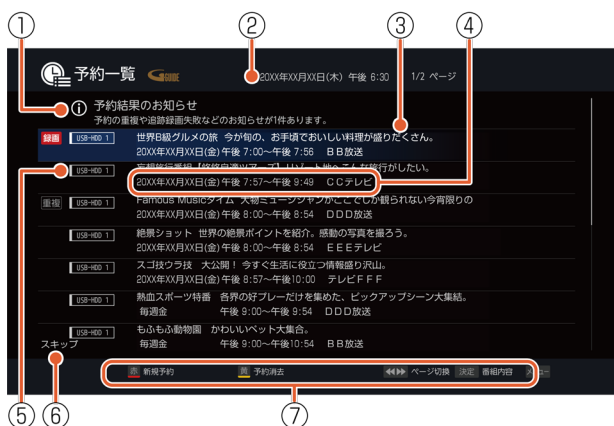 ① ② ③ ④
予約一覧 G-GUIDE 20XX年XX月XX日(木) 午後 6:30 1/2 ページ
予約結果のお知らせ
予約の重複や追跡録画失敗などのお知らせが1件あります。
録画 USB-HDD 1 世界B級グルメの旅 今が旬の、お手頃でおいしい料理が盛りだくさん。
20XX年XX月XX日(金) 午後 7:00～午後 7:56 ＢＢ放送
USB-HDD 1 行がしたい。
20XX年XX月XX日(金) 午後 7:57～午後 9:49 ＣＣテレビ
重複 USB-HDD 1 Famous Musicタイム 大物ミュージシャンがここでしか観られない今宵限りの
20XX年XX月XX日(金) 午後 8:00～午後 8:54 ＤＤＤ放送
USB-HDD 1 絶景ショット 世界の絶景ポイントを紹介。感動の写真を撮ろう。
20XX年XX月XX日(金) 午後 8:00～午後 8:54 ＥＥＥテレビ
USB-HDD 1 スゴ技ウラ技 大公開！ 今すぐ生活に役立つ情報盛り沢山。
20XX年XX月XX日(金) 午後 8:57～午後10:00 テレビＦＦＦ
USB-HDD 1 熱血スポーツ特番 各界の好プレーだけを集めた、ピックアップシーン大集結。
毎週金 午後 9:00～午後 9:54 ＤＤＤ放送
USB-HDD 1 もふもふ動物園 かわいいペット大集合。
スキップ 毎週金 午後 9:00～午後10:54 ＢＢ放送
赤 新規予約 黄 予約消去 ◀◀▶▶ ページ切換 決定 番組内容 メニュー
⑤ ⑥ ⑦